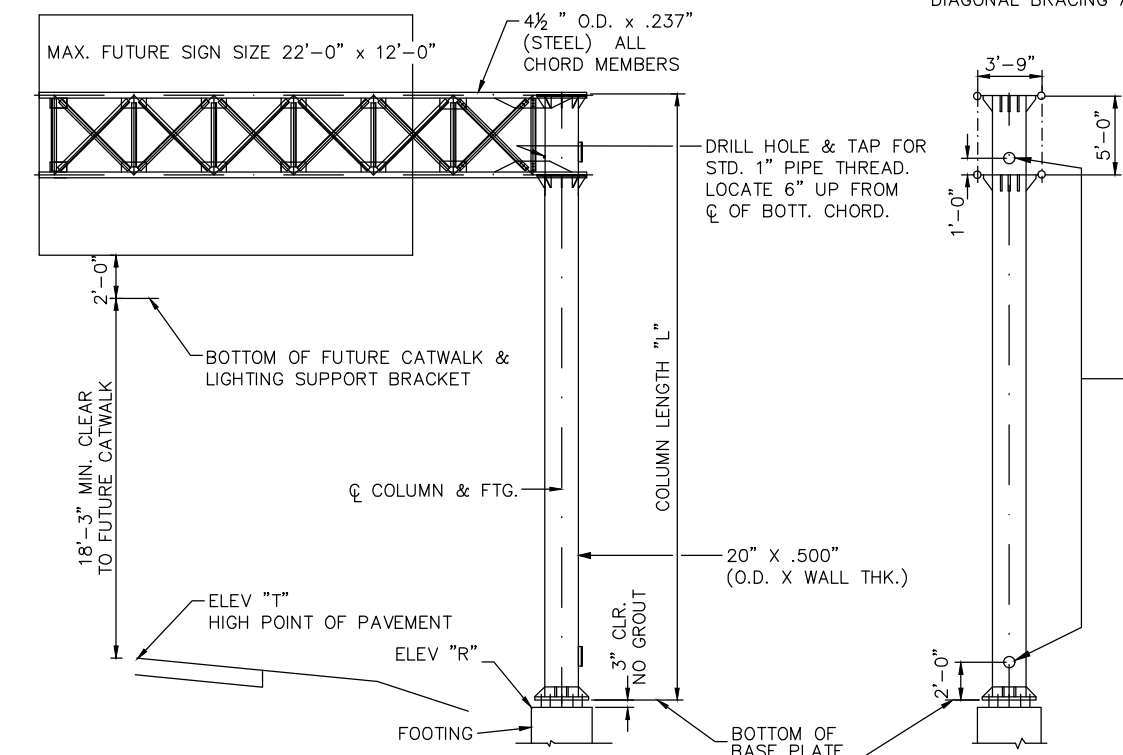 DIAGONAL BRACING
MAX. FUTURE SIGN SIZE 22'-0" x 12'-0"
4½ " O.D. x .237"
(STEEL) ALL
CHORD MEMBERS
3'-9"
DRILL HOLE & TAP FOR
STD. 1" PIPE THREAD.
LOCATE 6" UP FROM
℄ OF BOTT. CHORD.
5'-0"
1'-0"
2'-0"
BOTTOM OF FUTURE CATWALK &
LIGHTING SUPPORT BRACKET
18'-3" MIN. CLEAR
TO FUTURE CATWALK
COLUMN LENGTH "L"
℄ COLUMN & FTG.
20" X .500"
(O.D. X WALL THK.)
ELEV "T"
HIGH POINT OF PAVEMENT
3" CLR.
NO GROUT
ELEV "R"
2'-0"
FOOTING
BOTTOM OF
BASE PLATE